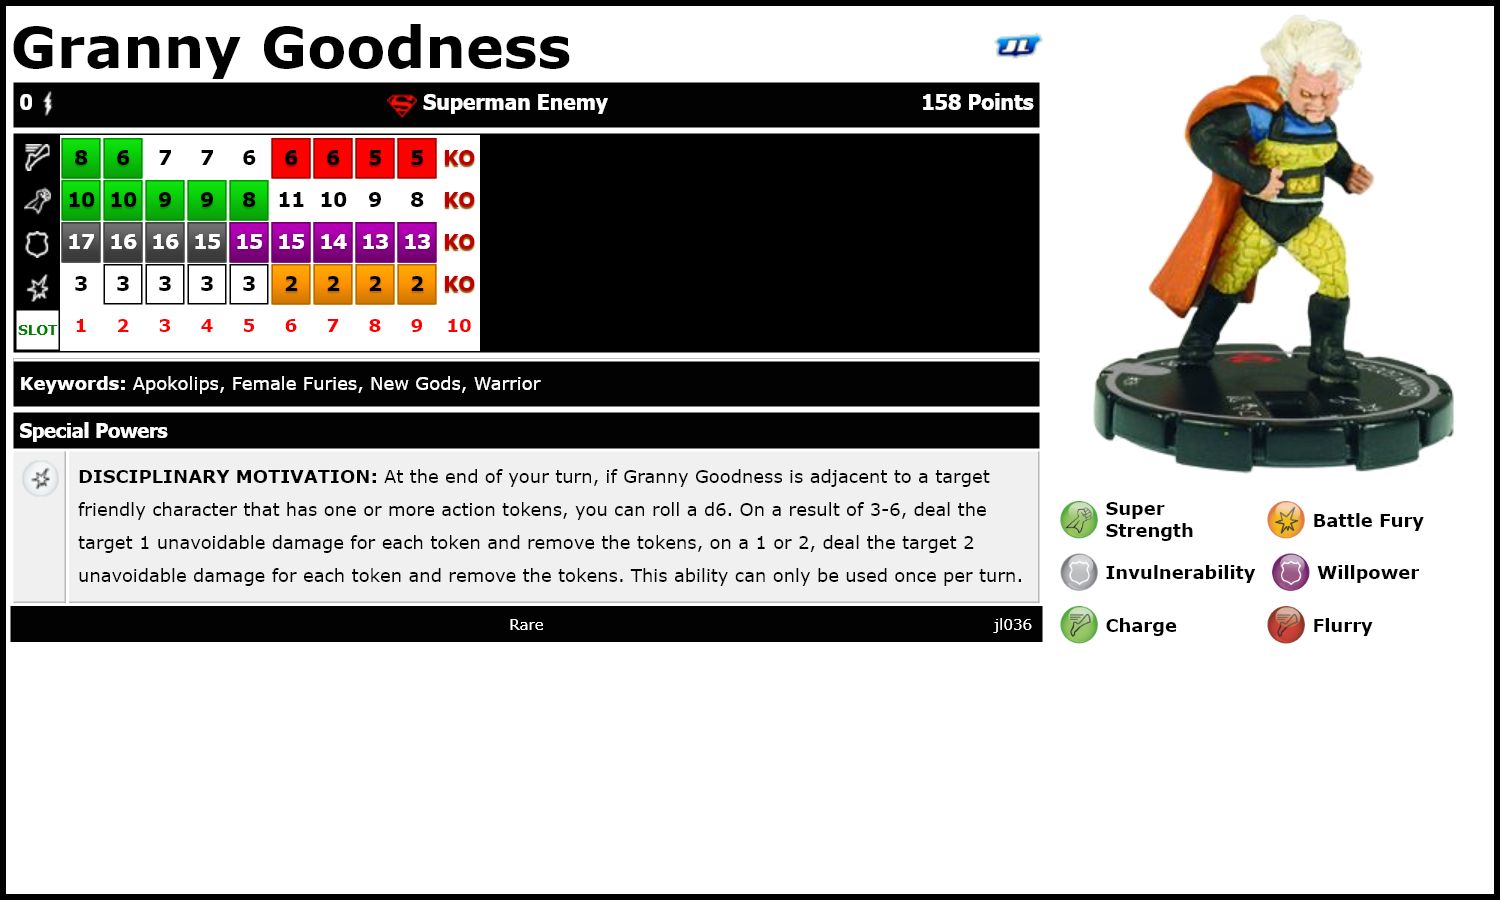 Granny Goodness
JL
0 Superman Enemy 158 Points
8 6 7 7 6 6 6 5 5 KO
10 10 9 9 8 11 10 9 8 KO
17 16 16 15 15 15 14 13 13 KO
3 3 3 3 3 2 2 2 2 KO
SLOT 1 2 3 4 5 6 7 8 9 10
Keywords: Apokolips, Female Furies, New Gods, Warrior
Special Powers
DISCIPLINARY MOTIVATION: At the end of your turn, if Granny Goodness is adjacent to a target
friendly character that has one or more action tokens, you can roll a d6. On a result of 3-6, deal the
target 1 unavoidable damage for each token and remove the tokens, on a 1 or 2, deal the target 2
unavoidable damage for each token and remove the tokens. This ability can only be used once per turn.
Rare jl036
Super
Strength
Battle Fury
Invulnerability Willpower
Charge Flurry